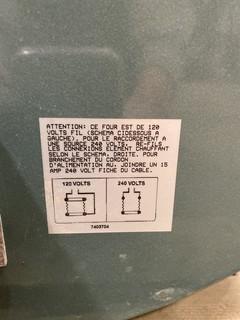 ATTENTION: CE FOUR EST DE 120
VOLTS FIL (SCHEMA CIDESSOUS A
GAUCHE). POUR LE RACCORDEMENT A
UNE SOURCE 240 VOLTS, RE-FILS
LES CONNEXIONS ELEMENT CHAUFFANT
SELON LE SCHEMA, DROITE. POUR
BRANCHEMENT DU CORDON
D'ALIMENTATION AU, JOINDRE UN 15
AMP 240 VOLT FICHE DU CABLE.
120 VOLTS
240 VOLTS
7403704